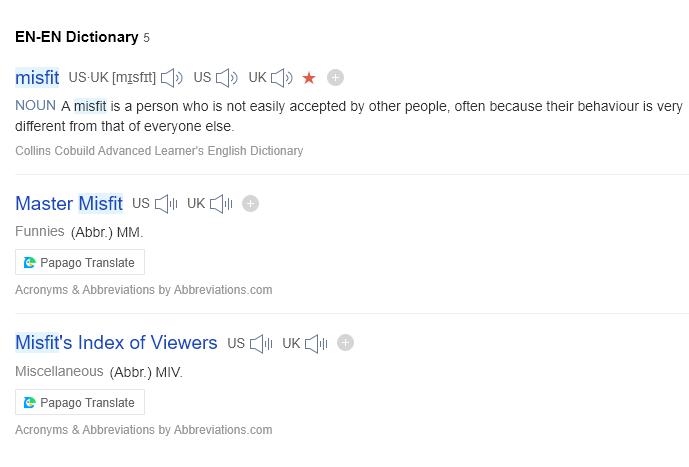 EN-EN Dictionary 5
misfit US·UK [mɪsfɪt] US UK
NOUN A misfit is a person who is not easily accepted by other people, often because their behaviour is very
different from that of everyone else.
Collins Cobuild Advanced Learner's English Dictionary
Master Misfit US UK
Funnies (Abbr.) MM.
Papago Translate
Acronyms & Abbreviations by Abbreviations.com
Misfit's Index of Viewers US UK
Miscellaneous (Abbr.) MIV.
Papago Translate
Acronyms & Abbreviations by Abbreviations.com